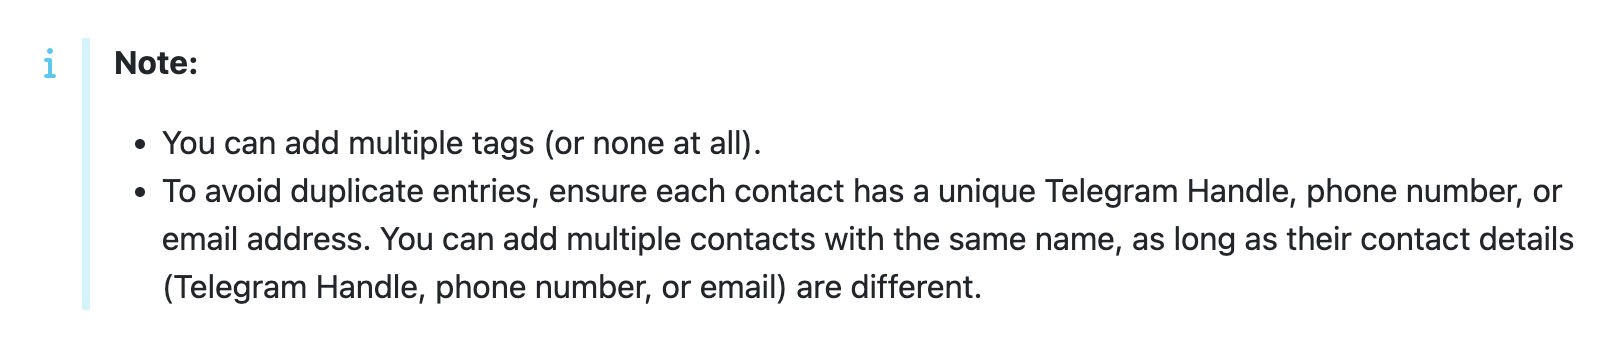 Note:
• You can add multiple tags (or none at all).
• To avoid duplicate entries, ensure each contact has a unique Telegram Handle, phone number, or
email address. You can add multiple contacts with the same name, as long as their contact details
(Telegram Handle, phone number, or email) are different.